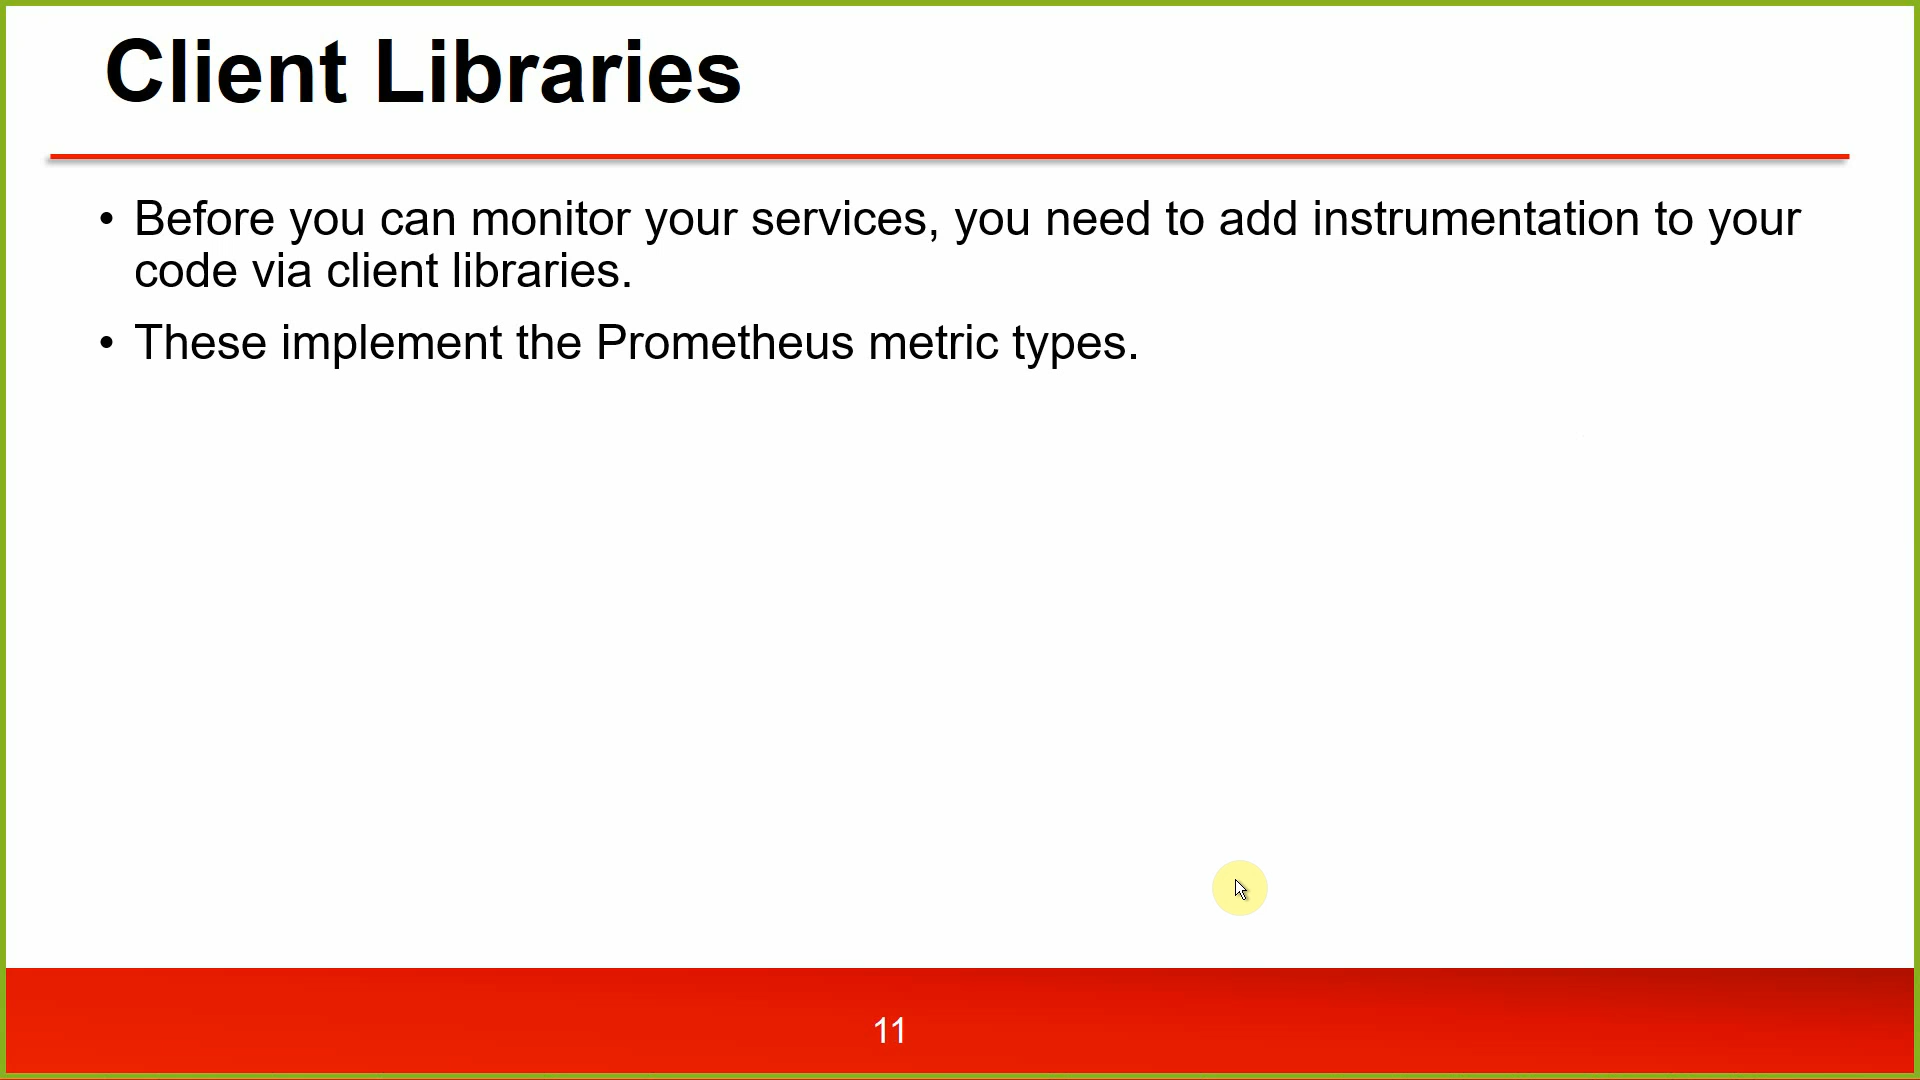 Client Libraries
• Before you can monitor your services, you need to add instrumentation to your
code via client libraries.
• These implement the Prometheus metric types.
11